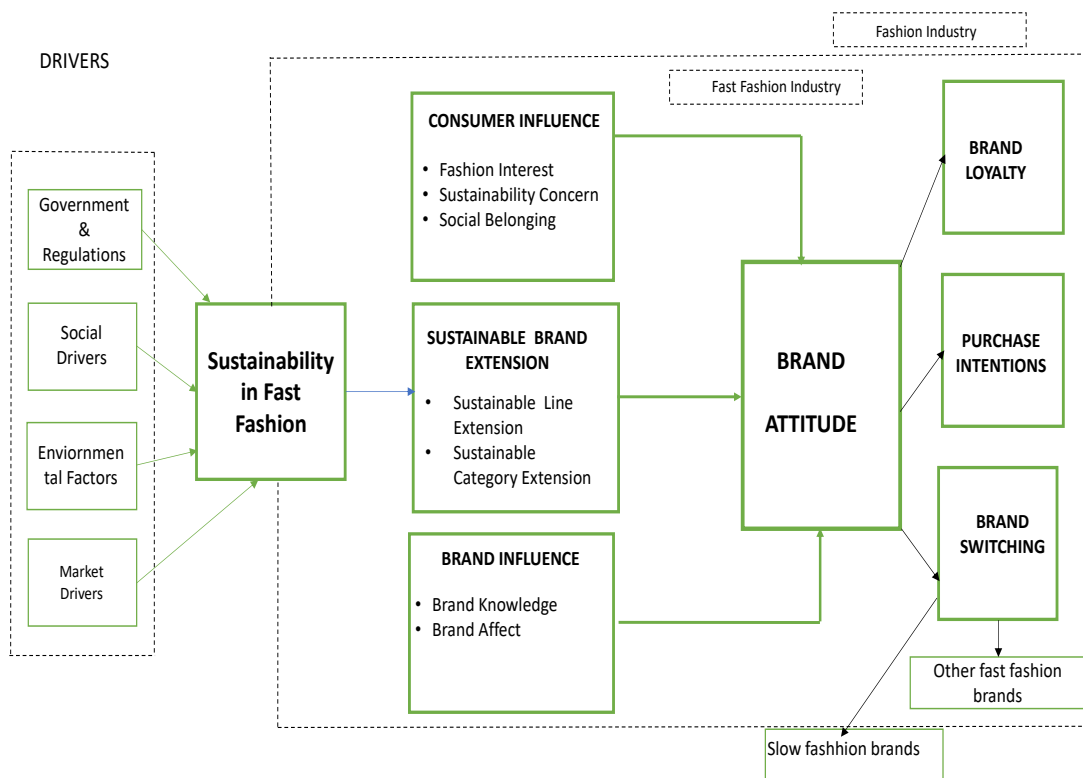 Fashion Industry
DRIVERS
Fast Fashion Industry
Government
&
Regulations
Social
Drivers
Enviornmen
tal Factors
Market
Drivers
Sustainability
in Fast
Fashion
CONSUMER INFLUENCE
• Fashion Interest
• Sustainability Concern
• Social Belonging
SUSTAINABLE BRAND
EXTENSION
• Sustainable Line
Extension
• Sustainable
Category Extension
BRAND INFLUENCE
• Brand Knowledge
• Brand Affect
BRAND
ATTITUDE
BRAND
LOYALTY
PURCHASE
INTENTIONS
BRAND
SWITCHING
Other fast fashion
brands
Slow fashhion brands